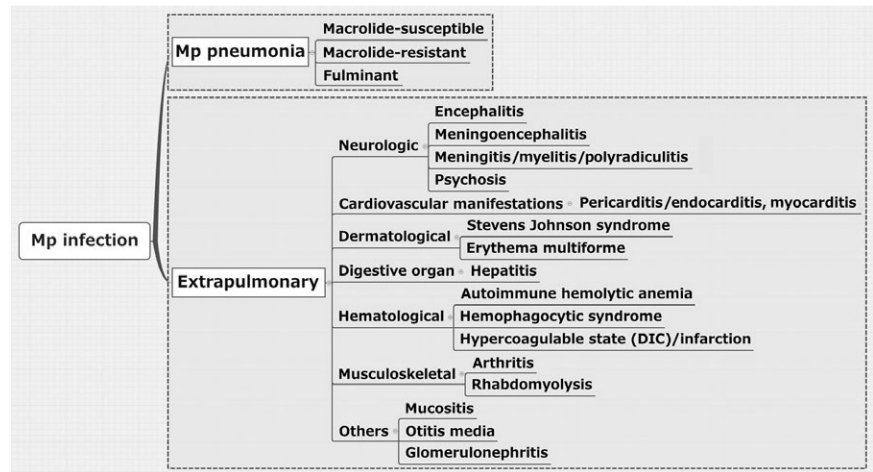 Mp infection
Mp pneumonia
Macrolide-susceptible
Macrolide-resistant
Fulminant
Extrapulmonary
Neurologic
Encephalitis
Meningoencephalitis
Meningitis/myelitis/polyradiculitis
Psychosis
Cardiovascular manifestations
Pericarditis/endocarditis, myocarditis
Dermatological
Stevens Johnson syndrome
Erythema multiforme
Digestive organ
Hepatitis
Hematological
Autoimmune hemolytic anemia
Hemophagocytic syndrome
Hypercoagulable state (DIC)/infarction
Musculoskeletal
Arthritis
Rhabdomyolysis
Others
Mucositis
Otitis media
Glomerulonephritis